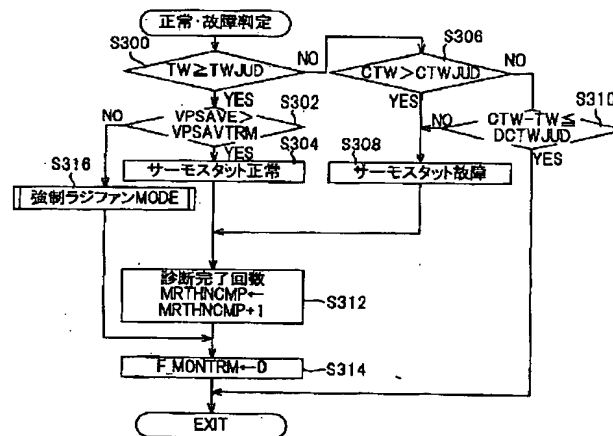 正常・故障判定
S300
TW≧TWJUD
NO
YES
S306
CTW>CTWJUD
NO
YES
S302
VPSAVE>
VPSAVTRM
NO
YES
S310
CTW-TW≦
DCTWJUD
NO
YES
S304
サーモスタット正常
S308
サーモスタット故障
S316
強制ラジファンMODE
診断完了回数
MRTHNCMP←
MRTHNCMP+1
S312
F_MONTRM←0
S314
EXIT